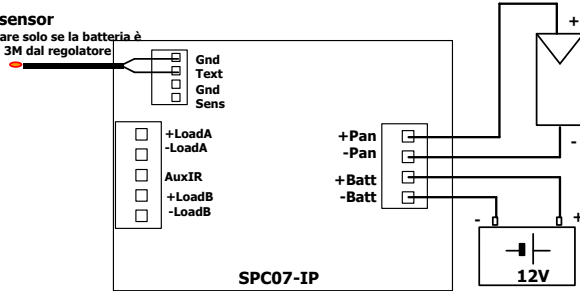 sensor
are solo se la batteria è
3M dal regolatore
Gnd
Text
Gnd
Sens
+LoadA
-LoadA
AuxIR
+LoadB
-LoadB
+Pan
-Pan
+Batt
-Batt
+
-
-
+
12V
SPC07-IP